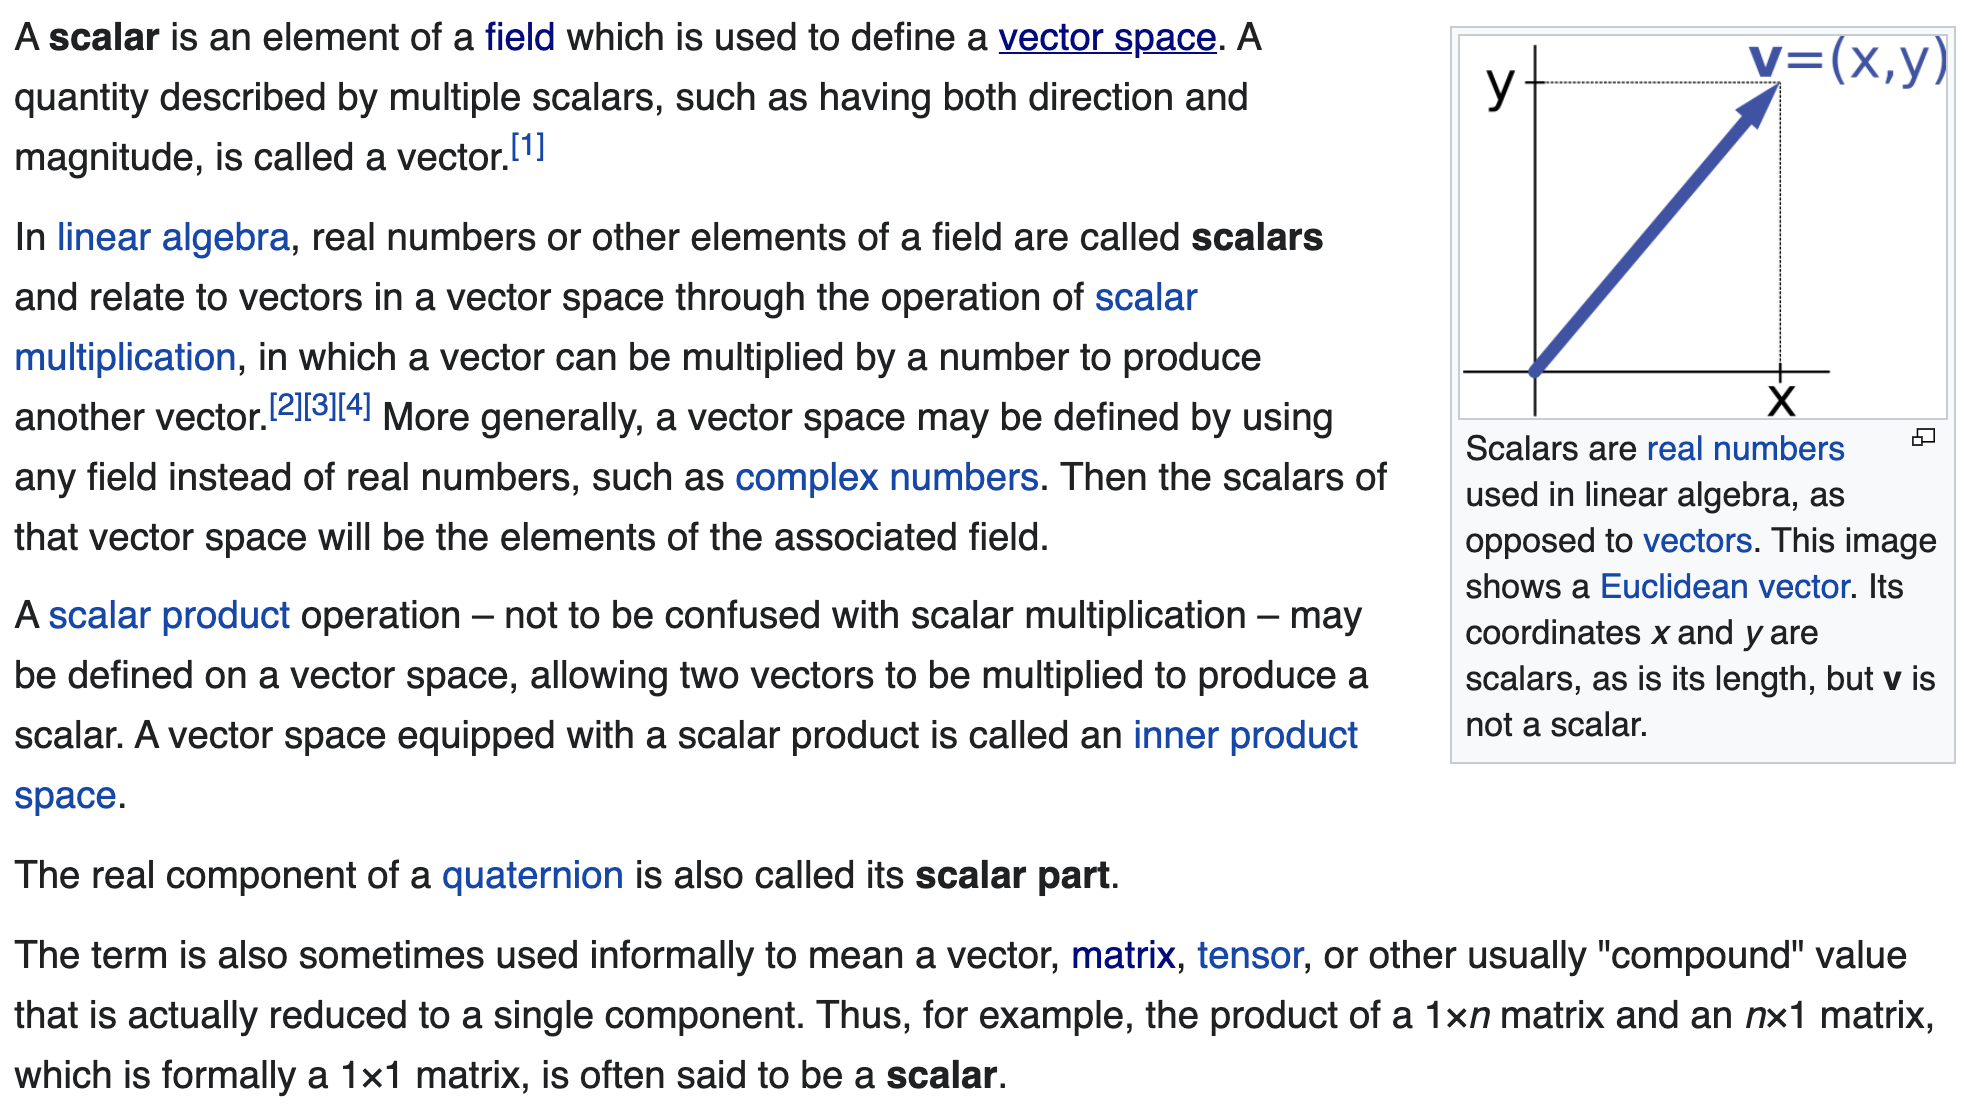 A scalar is an element of a field which is used to define a vector space. A
quantity described by multiple scalars, such as having both direction and
magnitude, is called a vector.[1]
In linear algebra, real numbers or other elements of a field are called scalars
and relate to vectors in a vector space through the operation of scalar
multiplication, in which a vector can be multiplied by a number to produce
another vector.[2][3][4] More generally, a vector space may be defined by using
any field instead of real numbers, such as complex numbers. Then the scalars of
that vector space will be the elements of the associated field.
A scalar product operation – not to be confused with scalar multiplication – may
be defined on a vector space, allowing two vectors to be multiplied to produce a
scalar. A vector space equipped with a scalar product is called an inner product
space.
The real component of a quaternion is also called its scalar part.
The term is also sometimes used informally to mean a vector, matrix, tensor, or other usually "compound" value
that is actually reduced to a single component. Thus, for example, the product of a 1×n matrix and an n×1 matrix,
which is formally a 1×1 matrix, is often said to be a scalar.
v=(x,y)
y
x
Scalars are real numbers
used in linear algebra, as
opposed to vectors. This image
shows a Euclidean vector. Its
coordinates x and y are
scalars, as is its length, but v is
not a scalar.